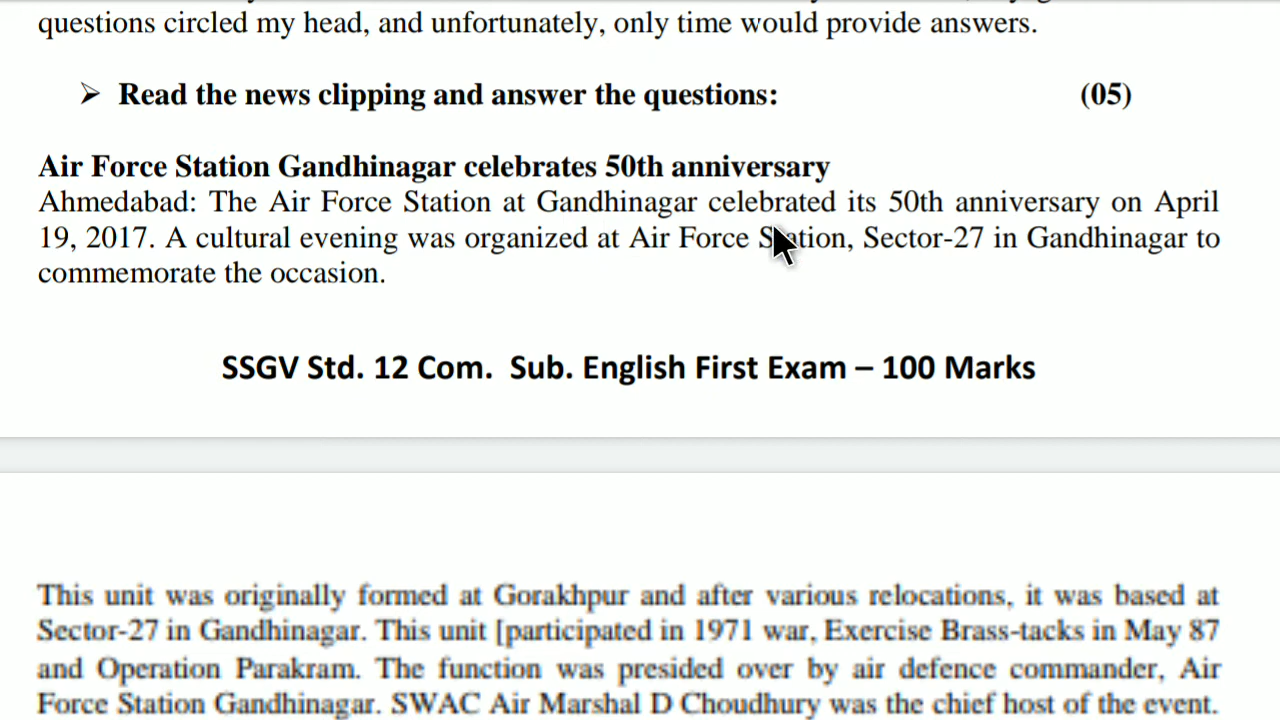 questions circled my head, and unfortunately, only time would provide answers.
➢ Read the news clipping and answer the questions: (05)
Air Force Station Gandhinagar celebrates 50th anniversary
Ahmedabad: The Air Force Station at Gandhinagar celebrated its 50th anniversary on April
19, 2017. A cultural evening was organized at Air Force Station, Sector-27 in Gandhinagar to
commemorate the occasion.
SSGV Std. 12 Com. Sub. English First Exam – 100 Marks
This unit was originally formed at Gorakhpur and after various relocations, it was based at
Sector-27 in Gandhinagar. This unit [participated in 1971 war, Exercise Brass-tacks in May 87
and Operation Parakram. The function was presided over by air defence commander, Air
Force Station Gandhinagar. SWAC Air Marshal D Choudhury was the chief host of the event.